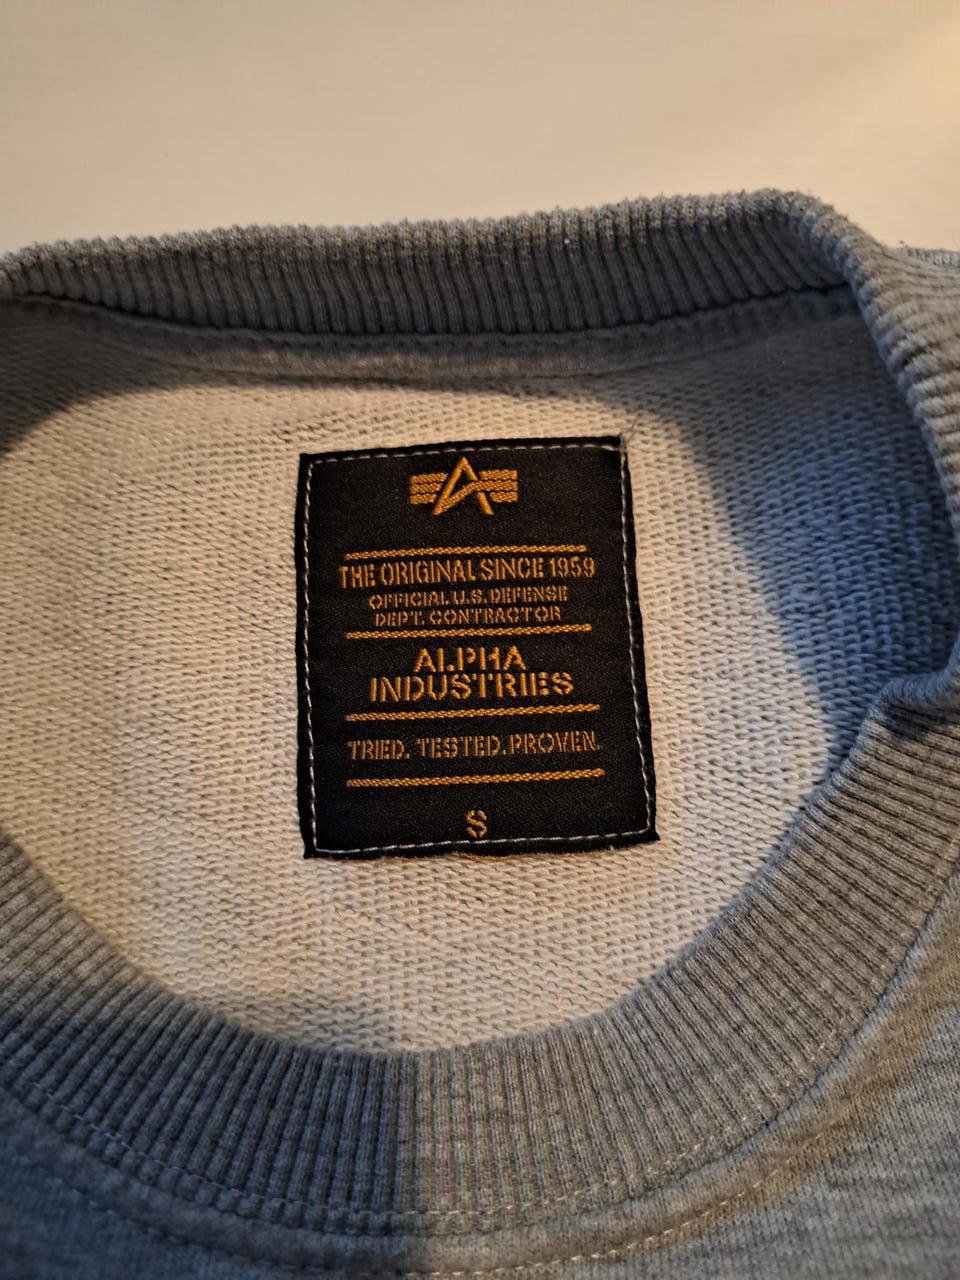 THE ORIGINAL SINCE 1959
OFFICIAL U.S. DEFENSE
DEPT. CONTRACTOR
ALPHA
INDUSTRIES
TRIED. TESTED. PROVEN.
S